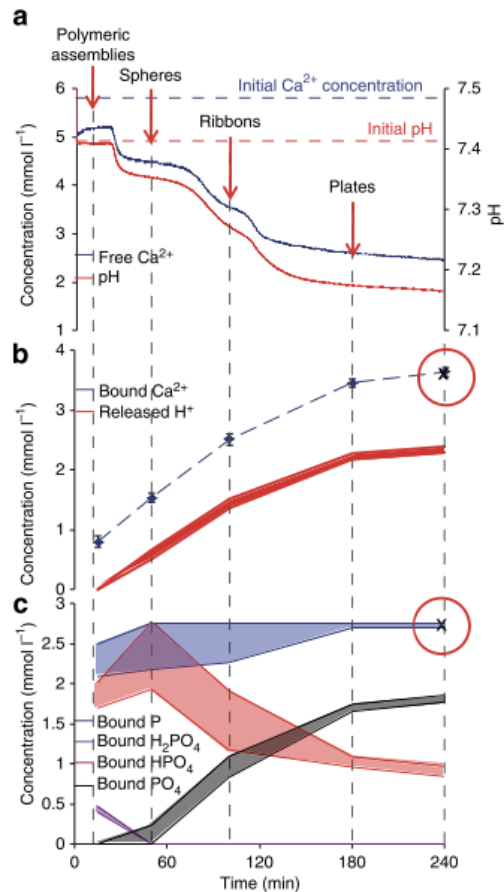 a
Polymeric
assemblies
Spheres
Ribbons
Plates
Initial Ca²⁺ concentration
Initial pH
6
5
4
3
2
1
Concentration (mmol l⁻¹)
7.5
7.4
7.3
7.2
7.1
pH
Free Ca²⁺
pH
b
4
3
2
1
0
Concentration (mmol l⁻¹)
Bound Ca²⁺
Released H⁺
c
3
2.5
2
1.5
1
0.5
0
Concentration (mmol l⁻¹)
Bound P
Bound H₂PO₄
Bound HPO₄
Bound PO₄
0
60
120
180
240
Time (min)